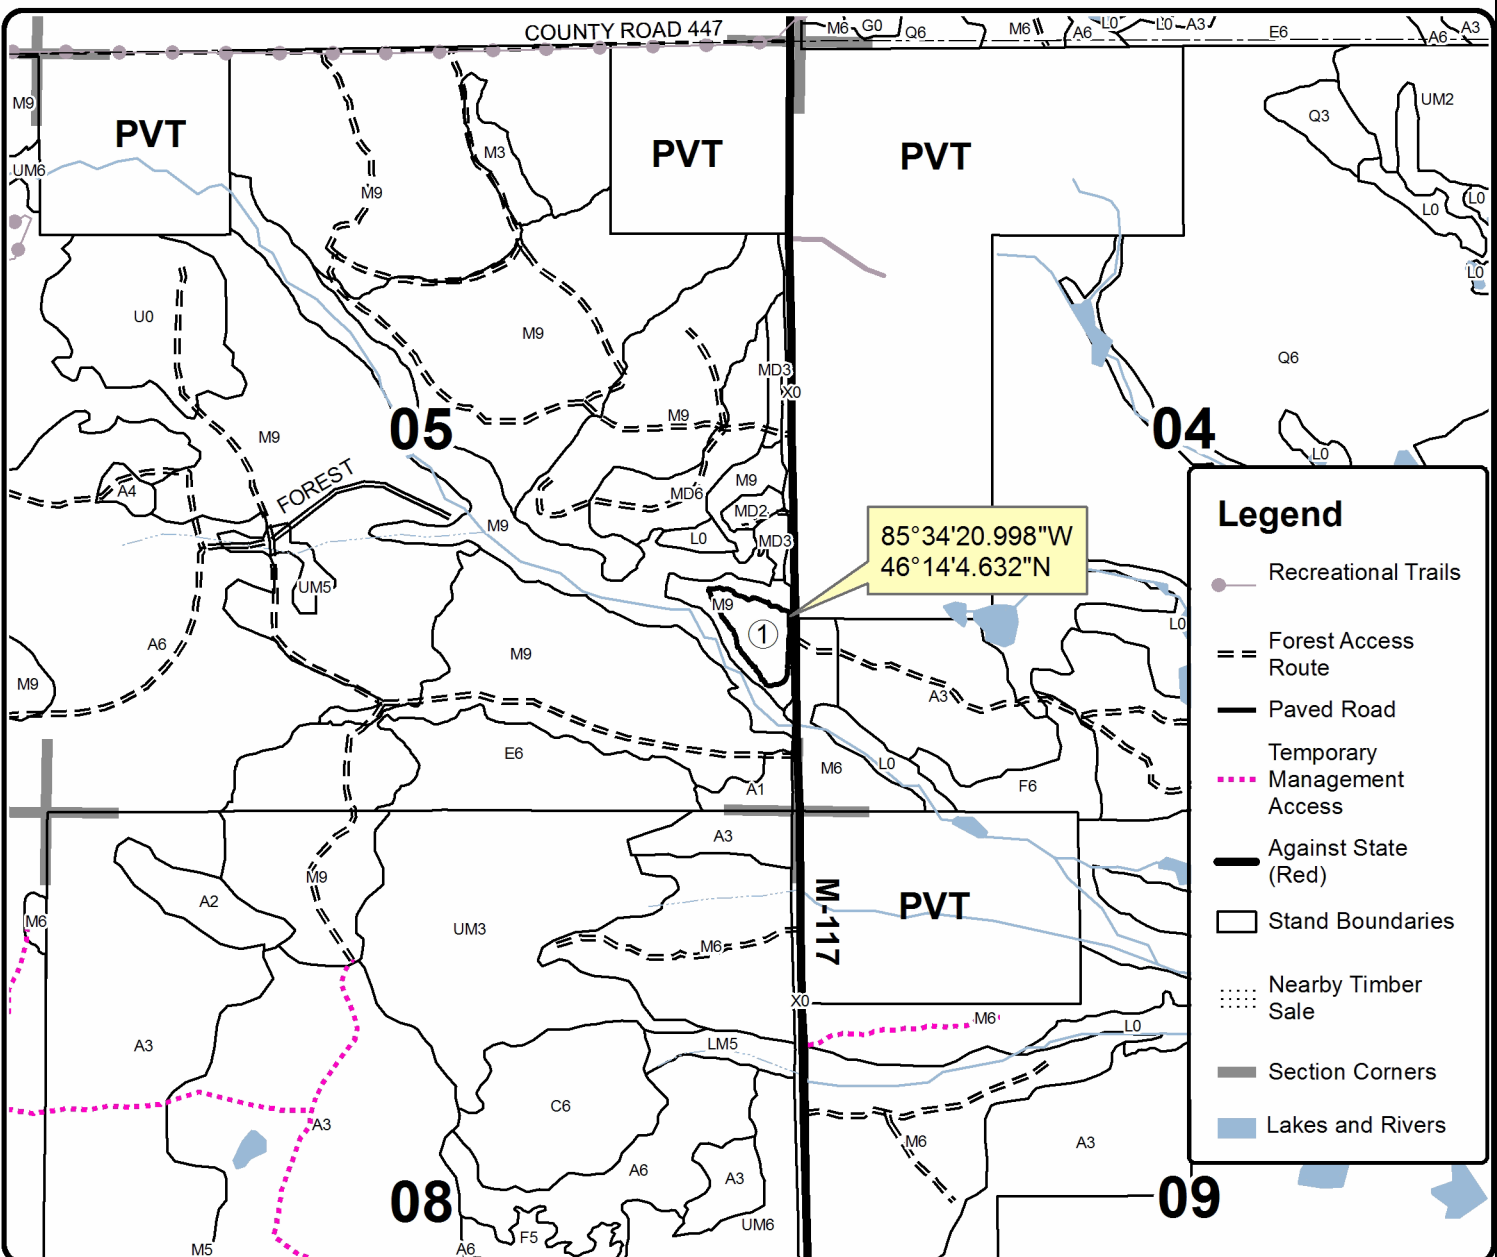 COUNTY ROAD 447
M6
G0
Q6
M6
A6
L0
L0
A3
E6
A6
A3
M9
PVT
PVT
PVT
M3
Q3
UM2
UM6
M9
L0
L0
L0
U0
M9
Q6
MD3
X0
M9
M9
05
04
L0
A4
FOREST
MD6
M9
MD2
M9
L0
MD3
85°34'20.998"W
46°14'4.632"N
UM5
M9
1
L0
A6
M9
M9
A3
E6
M6
L0
F6
A1
A3
M9
A2
M6
UM3
M6
M-117
PVT
X0
M6
L0
A3
LM5
C6
A3
M6
A3
A6
A3
08
09
UM6
F5
M5
A6
Legend
Recreational Trails
Forest Access
Route
Paved Road
Temporary
Management
Access
Against State
(Red)
Stand Boundaries
Nearby Timber
Sale
Section Corners
Lakes and Rivers